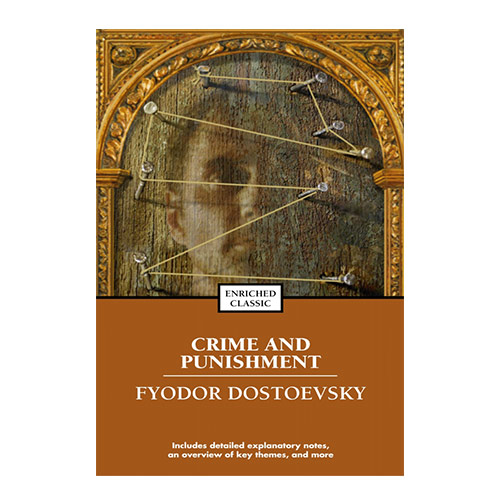 ENRICHED
CLASSIC
CRIME AND
PUNISHMENT
FYODOR DOSTOEVSKY
Includes detailed explanatory notes,
an overview of key themes, and more